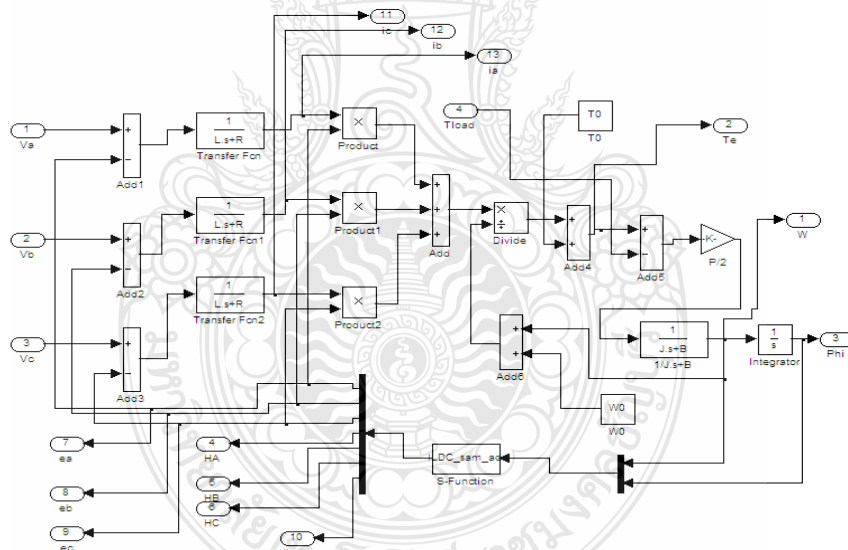 11
ic
12
ib
13
ia
1
Va
Add1
1
L.s+R
Transfer Fcn
Product
4
Tload
T0
T0
2
Te
2
Vb
Add2
1
L.s+R
Transfer Fcn1
Product1
Add
Divide
Add4
Add5
-K-
P/2
1
W
3
Vc
Add3
1
L.s+R
Transfer Fcn2
Product2
Add6
1
J.s+B
1/J.s+B
1
s
Integrator
3
Phi
W0
W0
7
ea
4
HA
LDC_sam_ac
S-Function
8
eb
5
HB
6
HC
9
ec
10